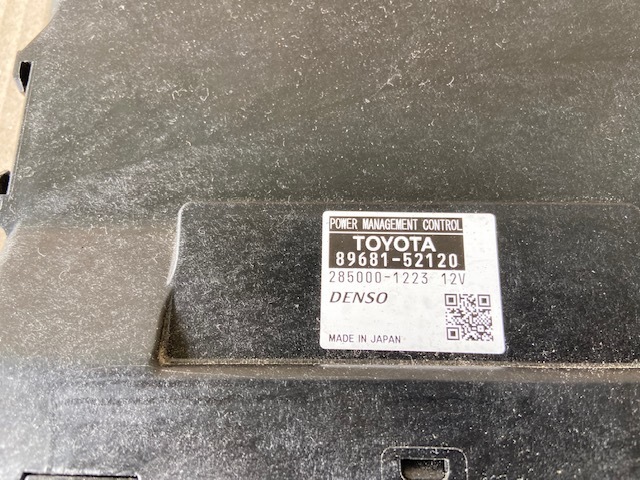 POWER MANAGEMENT CONTROL
TOYOTA
89681-52120
285000-1223 12V
DENSO
MADE IN JAPAN